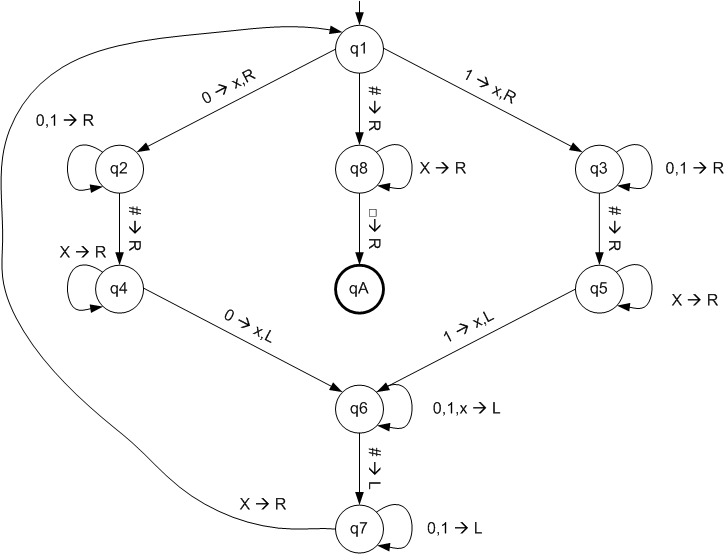 q1
0 → x,R
# → R
1 → x,R
0,1 → R
q2
q8
X → R
q3
0,1 → R
# → R
□ → R
# → R
X → R
q4
qA
q5
X → R
0 → x,L
1 → x,L
q6
0,1,x → L
# → L
X → R
q7
0,1 → L